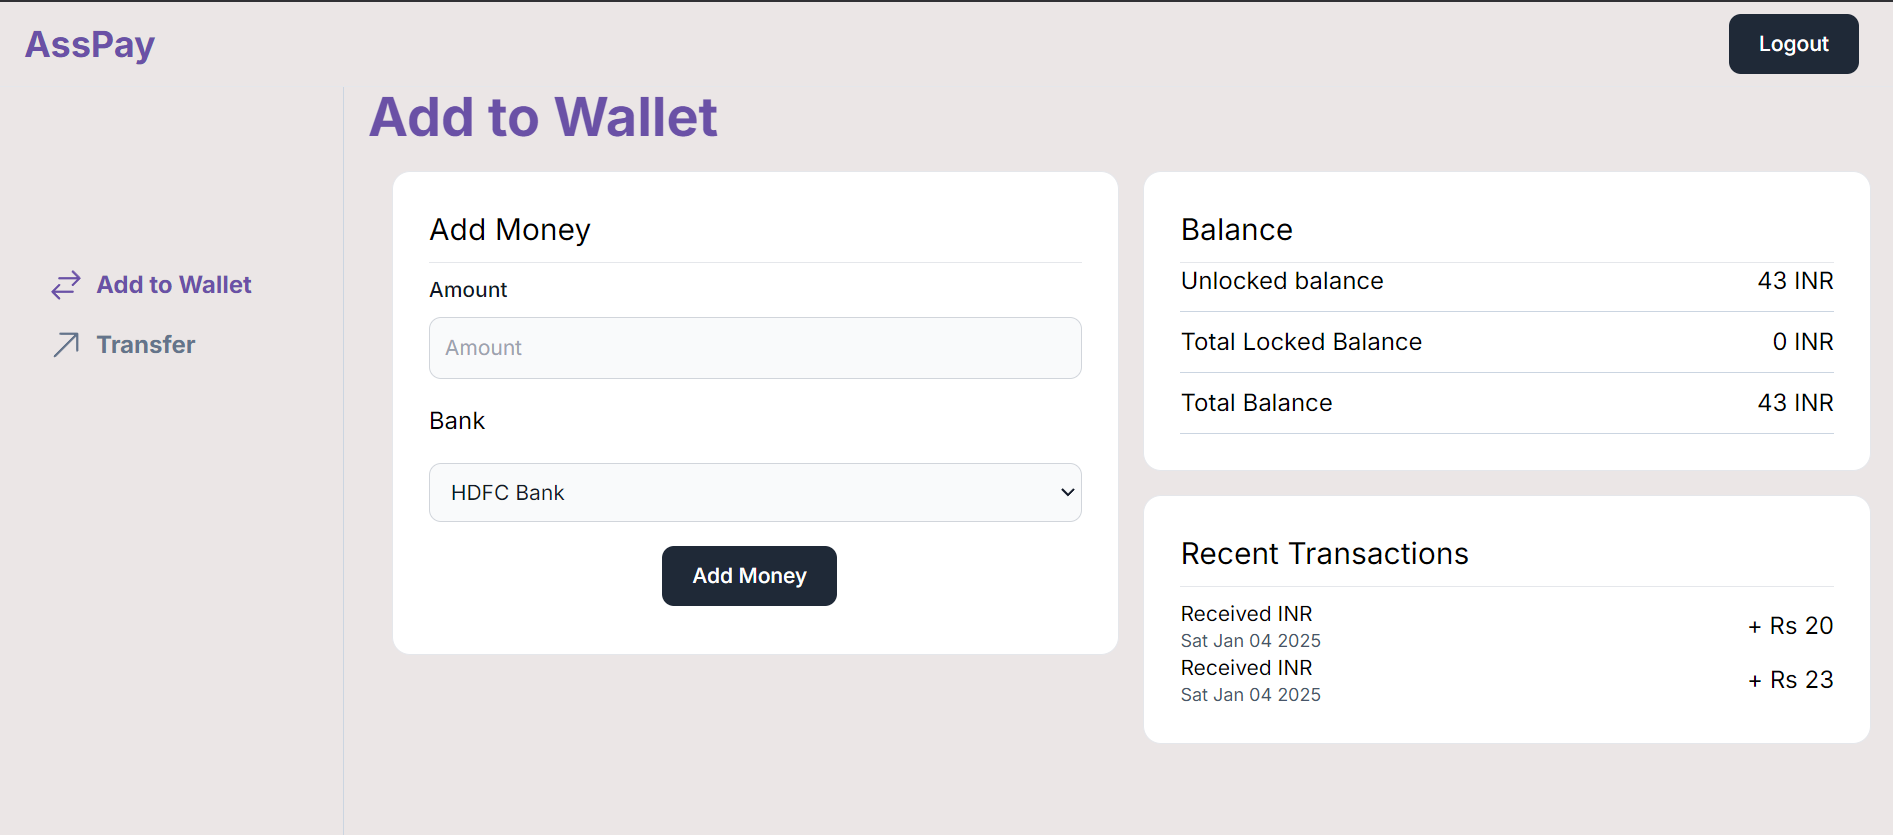 AssPay
Logout
Add to Wallet
Transfer
Add to Wallet
Add Money
Amount
Amount
Bank
HDFC Bank
Add Money
Balance
Unlocked balance 43 INR
Total Locked Balance 0 INR
Total Balance 43 INR
Recent Transactions
Received INR
Sat Jan 04 2025
+ Rs 20
Received INR
Sat Jan 04 2025
+ Rs 23